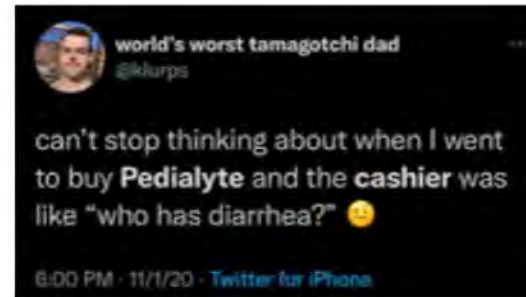 world's worst tamagotchi dad
@klurps
can't stop thinking about when I went
to buy Pedialyte and the cashier was
like “who has diarrhea?” 🫡
6:00 PM · 11/1/20 · Twitter for iPhone